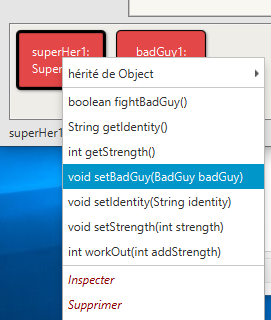 superHer1:
Super
badGuy1:
hérité de Object
boolean fightBadGuy()
String getIdentity()
int getStrength()
superHer1:
void setBadGuy(BadGuy badGuy)
void setIdentity(String identity)
void setStrength(int strength)
int workOut(int addStrength)
Inspecter
Supprimer